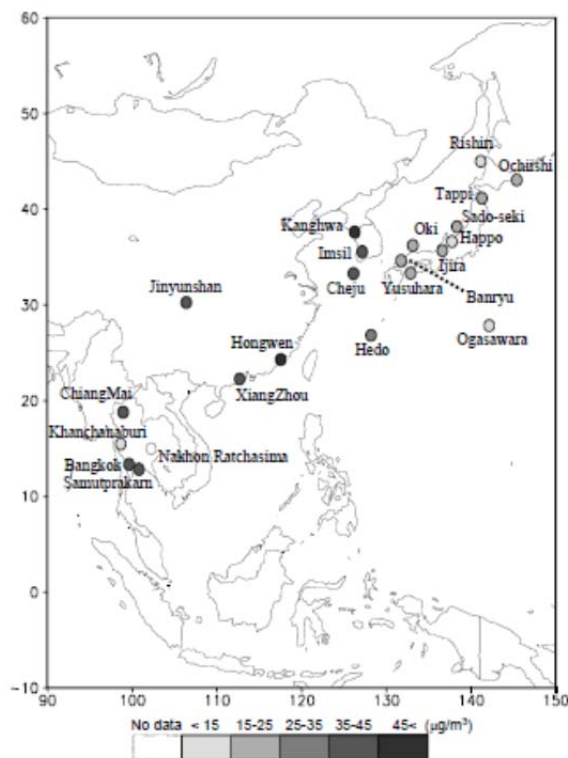 60
50
Rishiri
Ochiishi
Tappi
40
Sado-seki
Kanghwa
Oki
Happo
Imsil
Ijira
Cheju
Yusuhara
Jinyunshan
30
Banryu
Hongwen
Ogasawara
Hedo
XiangZhou
ChiangMai
20
Khanchanaburi
Bangkok
Nakhon Ratchasima
Samutprakarn
10
0
−10
90 100 110 120 130 140 150
No data < 15 15-25 25-35 35-45 45< (μg/m³)